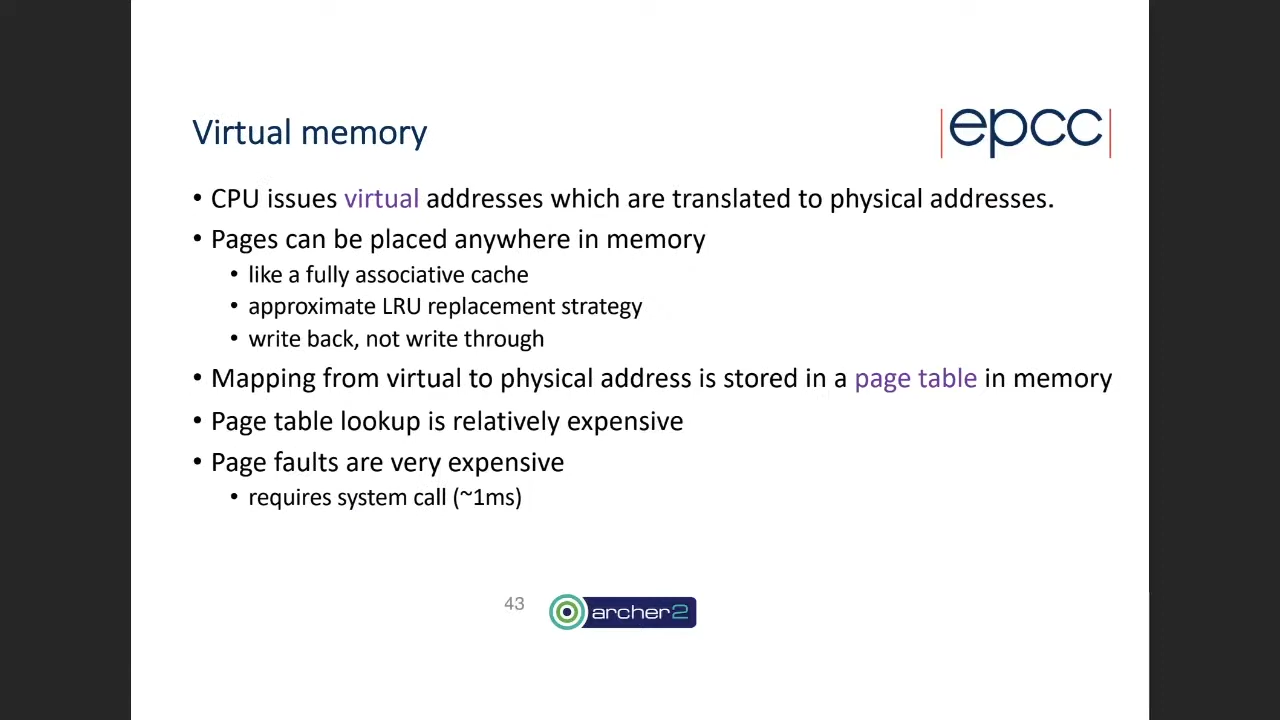 Virtual memory
|epcc|
• CPU issues virtual addresses which are translated to physical addresses.
• Pages can be placed anywhere in memory
• like a fully associative cache
• approximate LRU replacement strategy
• write back, not write through
• Mapping from virtual to physical address is stored in a page table in memory
• Page table lookup is relatively expensive
• Page faults are very expensive
• requires system call (~1ms)
43
archer2